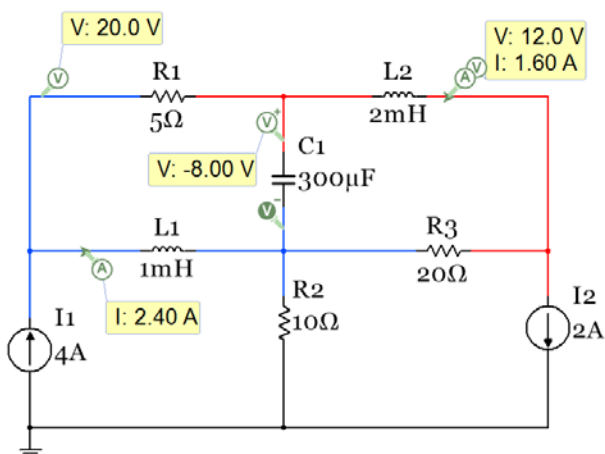 V: 20.0 V
V
R1
5Ω
L2
2mH
A V
V: 12.0 V
I: 1.60 A
V+
V: -8.00 V
C1
300µF
V-
L1
1mH
A
I: 2.40 A
R3
20Ω
R2
10Ω
I1
4A
I2
2A